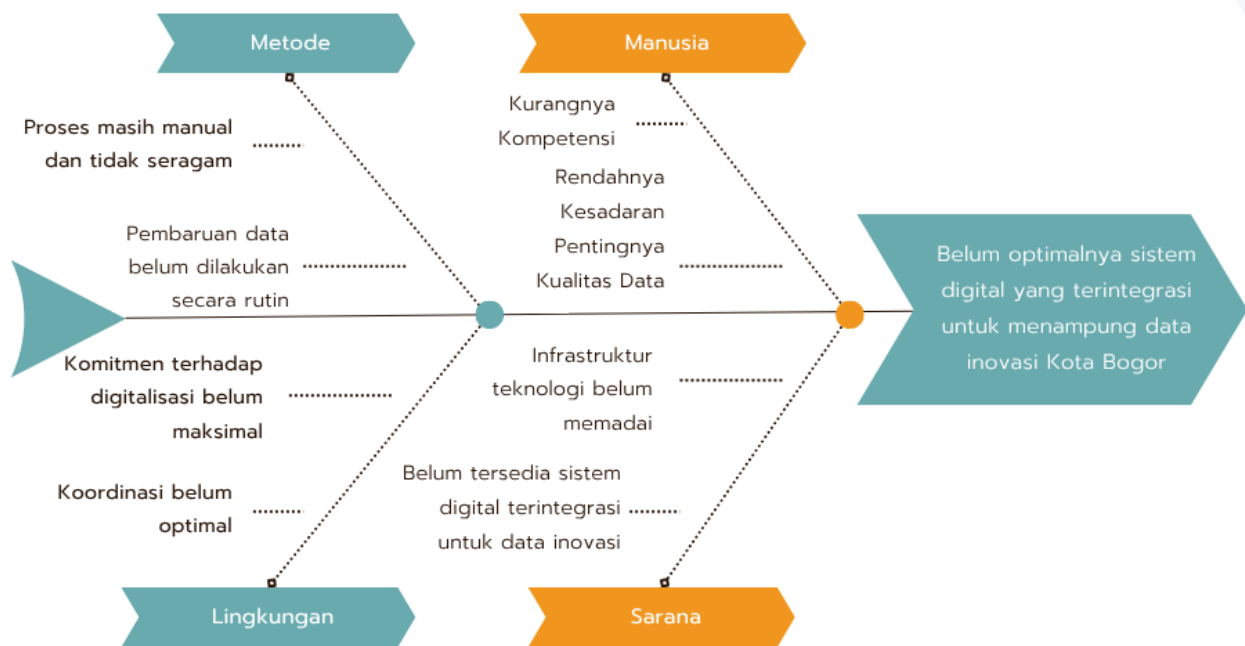 Metode
Proses masih manual
dan tidak seragam
Pembaruan data
belum dilakukan
secara rutin
Manusia
Kurangnya
Kompetensi
Rendahnya
Kesadaran
Pentingnya
Kualitas Data
Komitmen terhadap
digitalisasi belum
maksimal
Koordinasi belum
optimal
Lingkungan
Infrastruktur
teknologi belum
memadai
Belum tersedia sistem
digital terintegrasi
untuk data inovasi
Sarana
Belum optimalnya sistem
digital yang terintegrasi
untuk menampung data
inovasi Kota Bogor